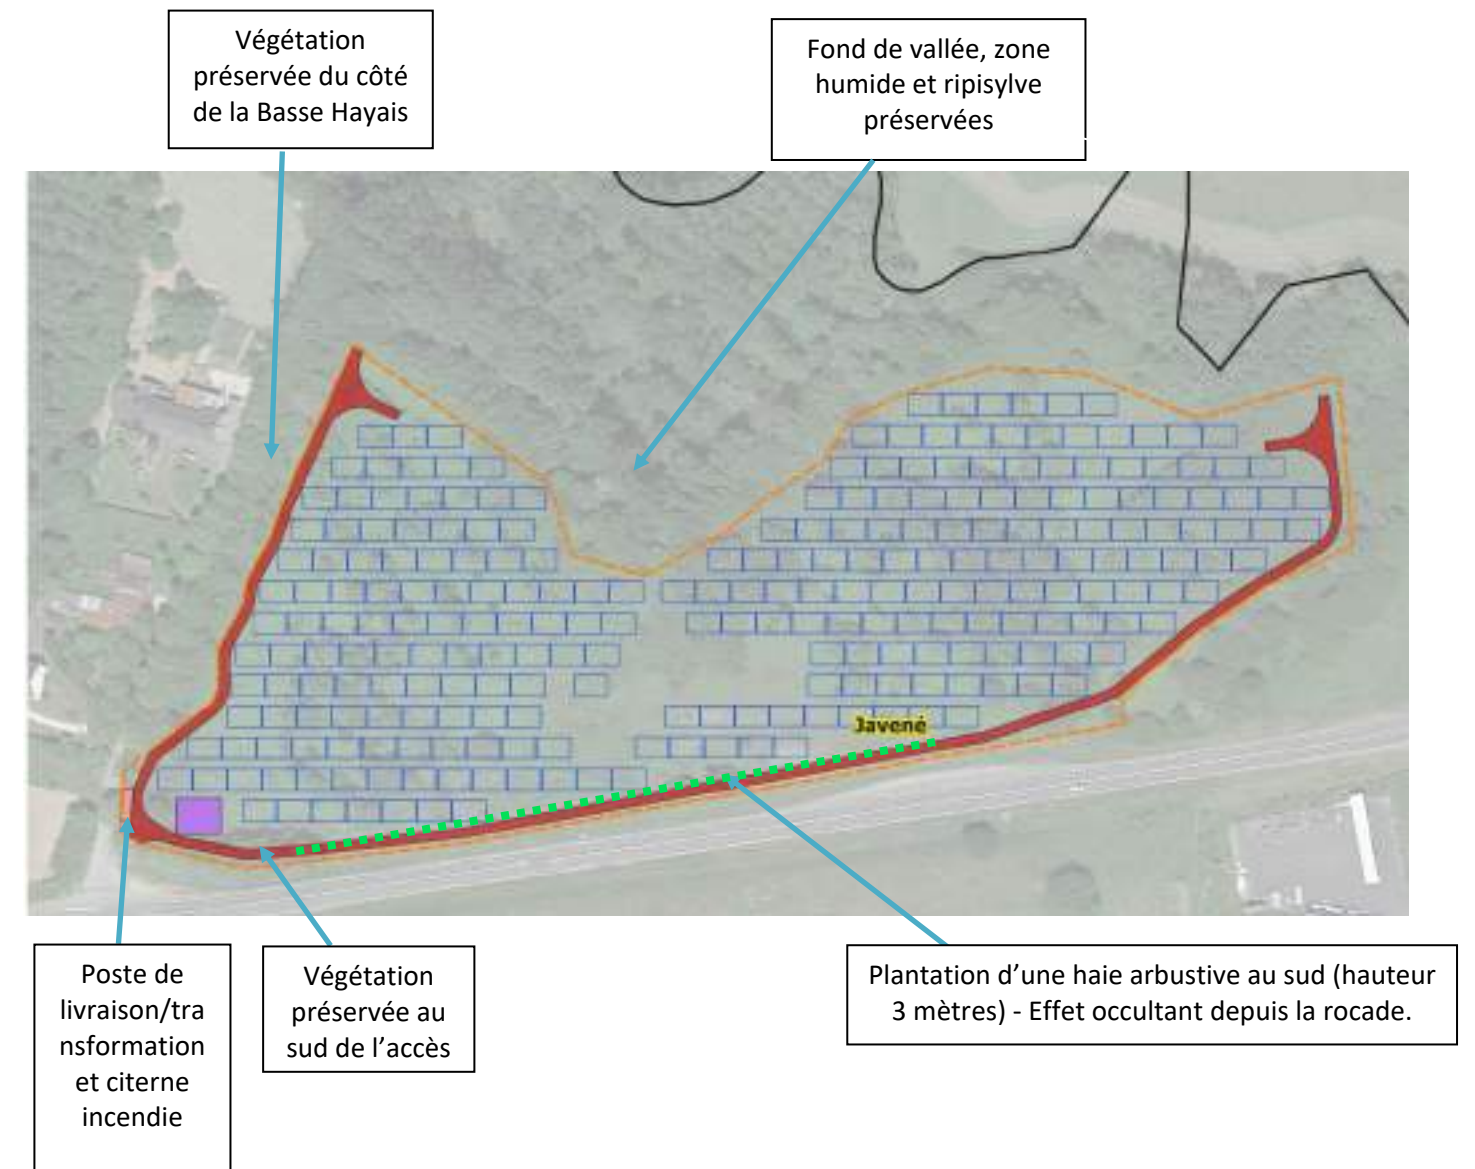 Végétation
préservée du côté
de la Basse Hayais
Fond de vallée, zone
humide et ripisylve
préservées
Javené
Poste de
livraison/tra
nsformation
et citerne
incendie
Végétation
préservée au
sud de l’accès
Plantation d’une haie arbustive au sud (hauteur
3 mètres) - Effet occultant depuis la rocade.